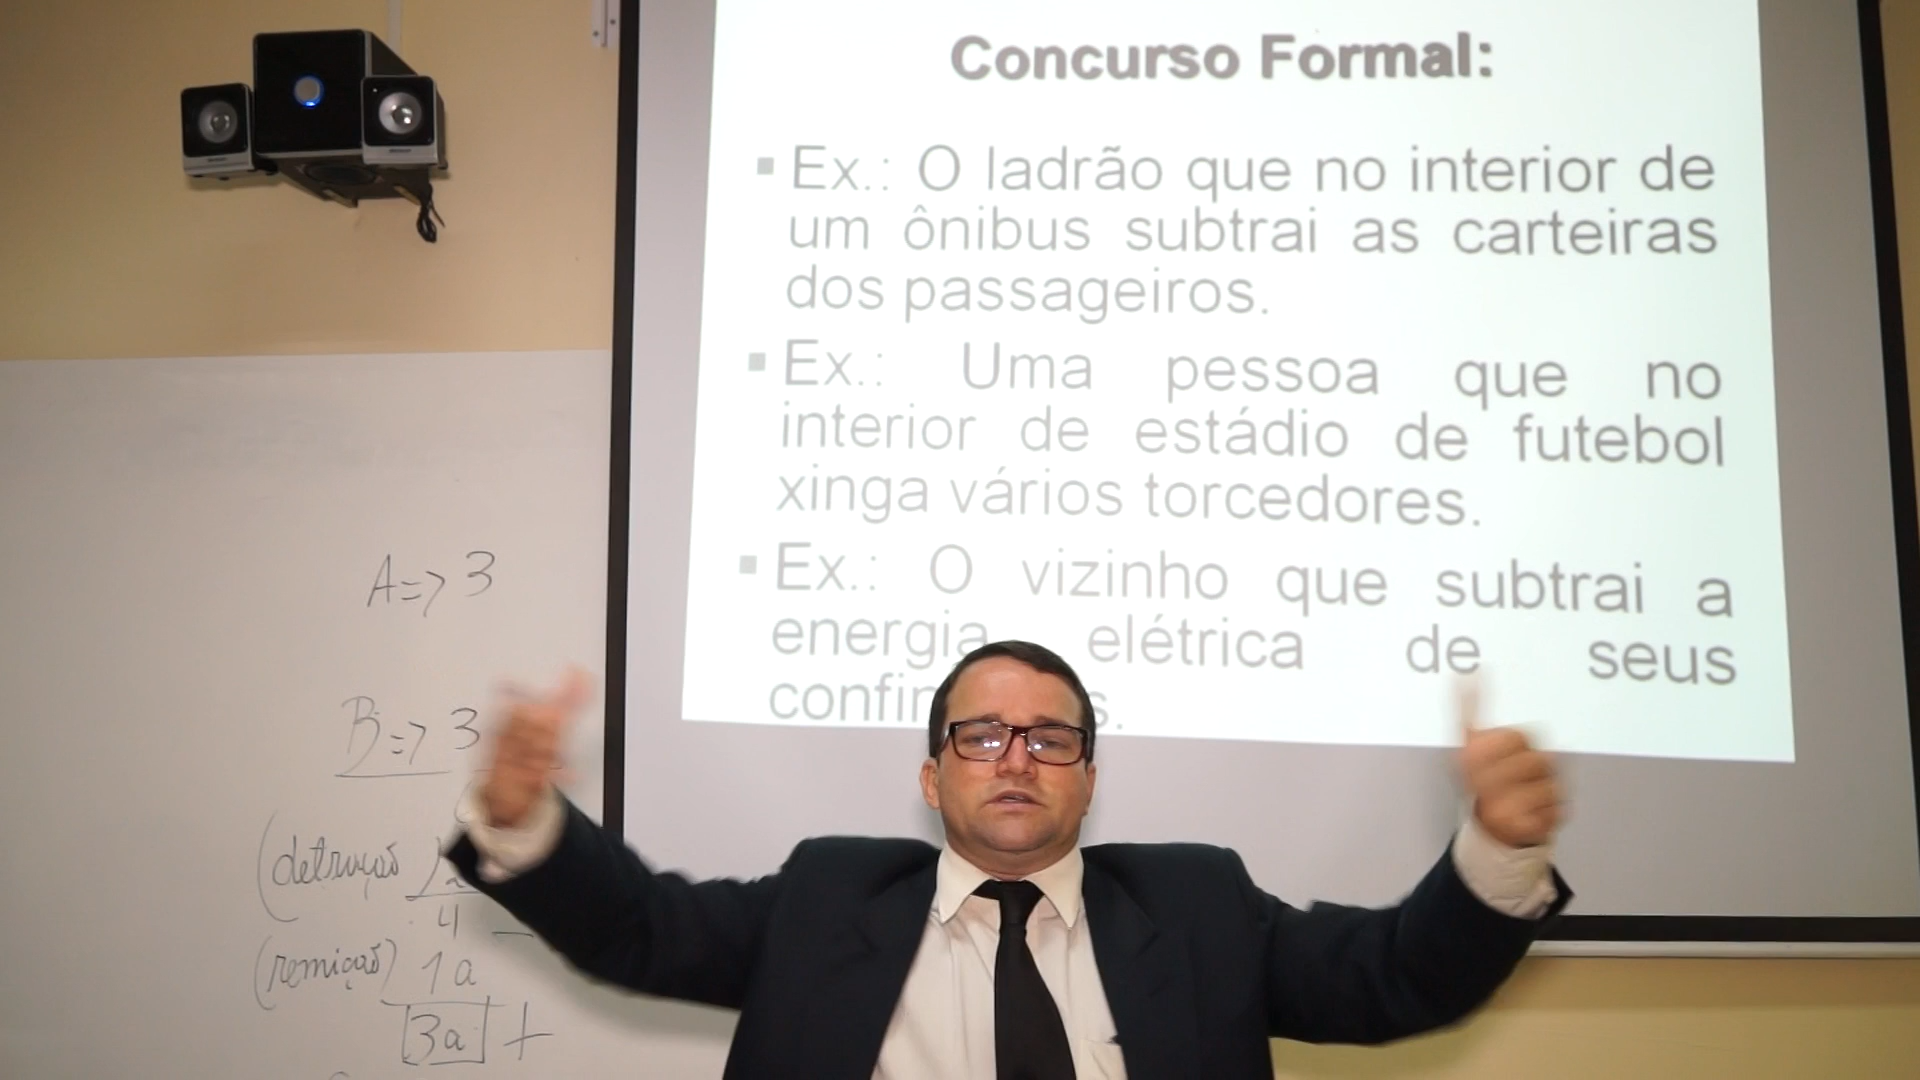 Concurso Formal:
Ex.: O ladrão que no interior de
um ônibus subtrai as carteiras
dos passageiros.
Ex.: Uma pessoa que no
interior de estádio de futebol
xinga vários torcedores.
Ex.: O vizinho que subtrai a
energia elétrica de seus
A => 3
B => 3
(detração)
4
(remição) 1a
3a +